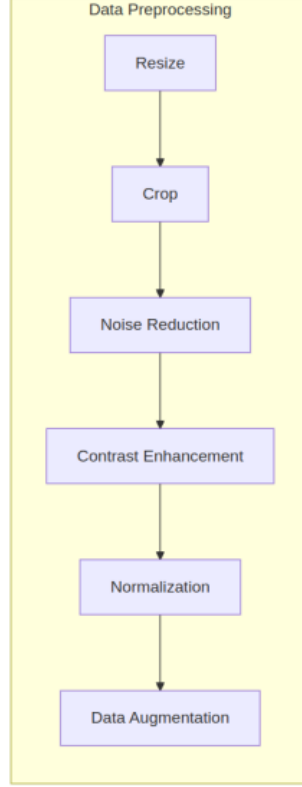 Data Preprocessing
Resize
Crop
Noise Reduction
Contrast Enhancement
Normalization
Data Augmentation